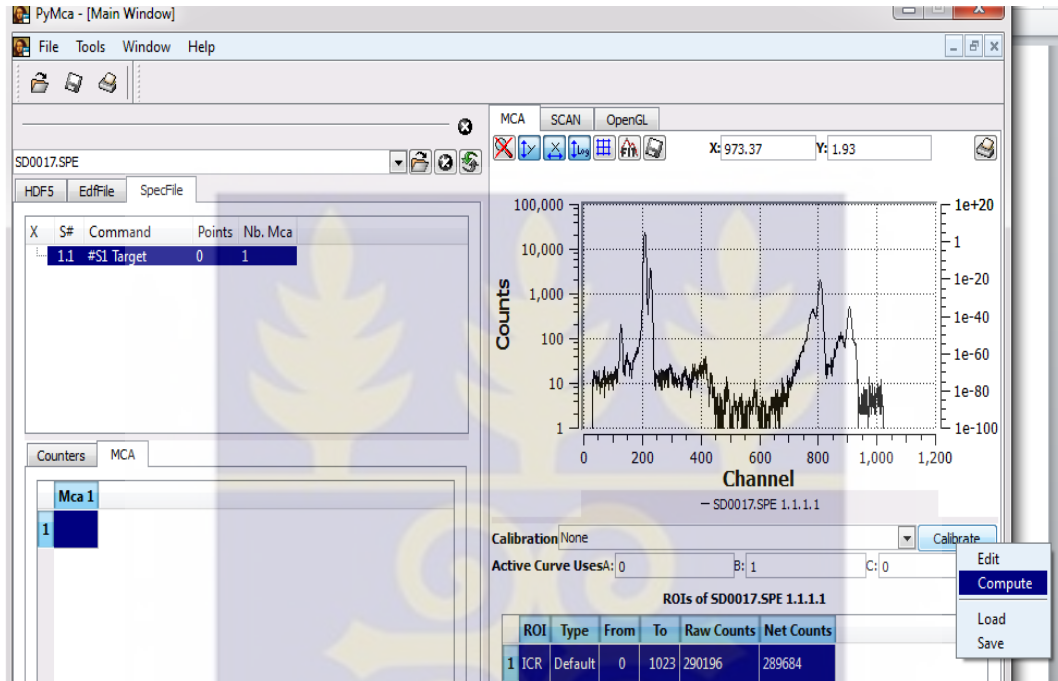 PyMca - [Main Window]
File Tools Window Help
SD0017.SPE
HDF5 EdfFile SpecFile
X S# Command Points Nb. Mca
1.1 #S1 Target 0 1
Counters MCA
Mca 1
1
MCA SCAN OpenGL
Log Fit X: 973.37 Y: 1.93
100,000
10,000
1,000
100
10
1
Counts
1e+20
1
1e-20
1e-40
1e-60
1e-80
1e-100
0 200 400 600 800 1,000 1,200
Channel
SD0017.SPE 1.1.1.1
Calibration None Calibrate
Active Curve Uses A: 0 B: 1 C: 0
Edit
Compute
Load
Save
ROIs of SD0017.SPE 1.1.1.1
ROI Type From To Raw Counts Net Counts
1 ICR Default 0 1023 290196 289684